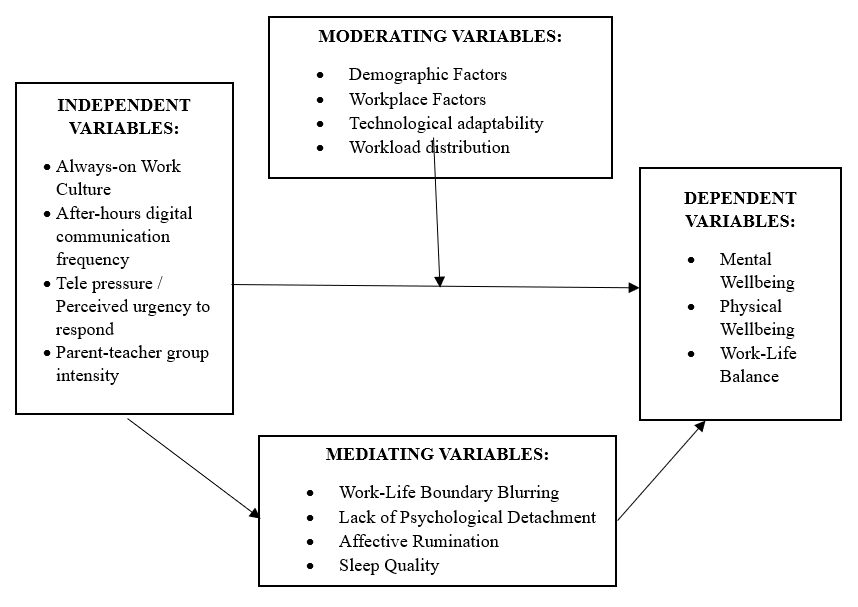 MODERATING VARIABLES:
• Demographic Factors
• Workplace Factors
• Technological adaptability
• Workload distribution
INDEPENDENT
VARIABLES:
• Always-on Work
Culture
• After-hours digital
communication
frequency
• Tele pressure /
Perceived urgency to
respond
• Parent-teacher group
intensity
DEPENDENT
VARIABLES:
• Mental
Wellbeing
• Physical
Wellbeing
• Work-Life
Balance
MEDIATING VARIABLES:
• Work-Life Boundary Blurring
• Lack of Psychological Detachment
• Affective Rumination
• Sleep Quality